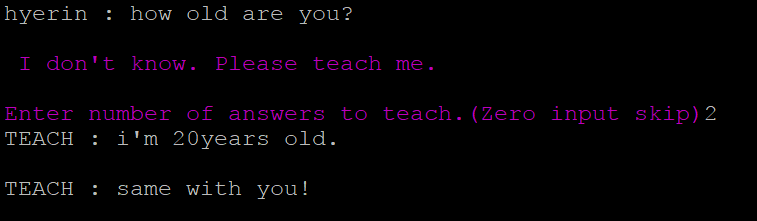 hyerin : how old are you?
I don't know. Please teach me.
Enter number of answers to teach.(Zero input skip)2
TEACH : i'm 20years old.
TEACH : same with you!